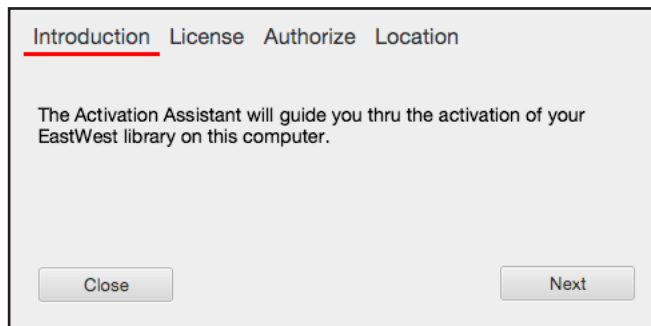 Introduction License Authorize Location
The Activation Assistant will guide you thru the activation of your
EastWest library on this computer.
Close Next